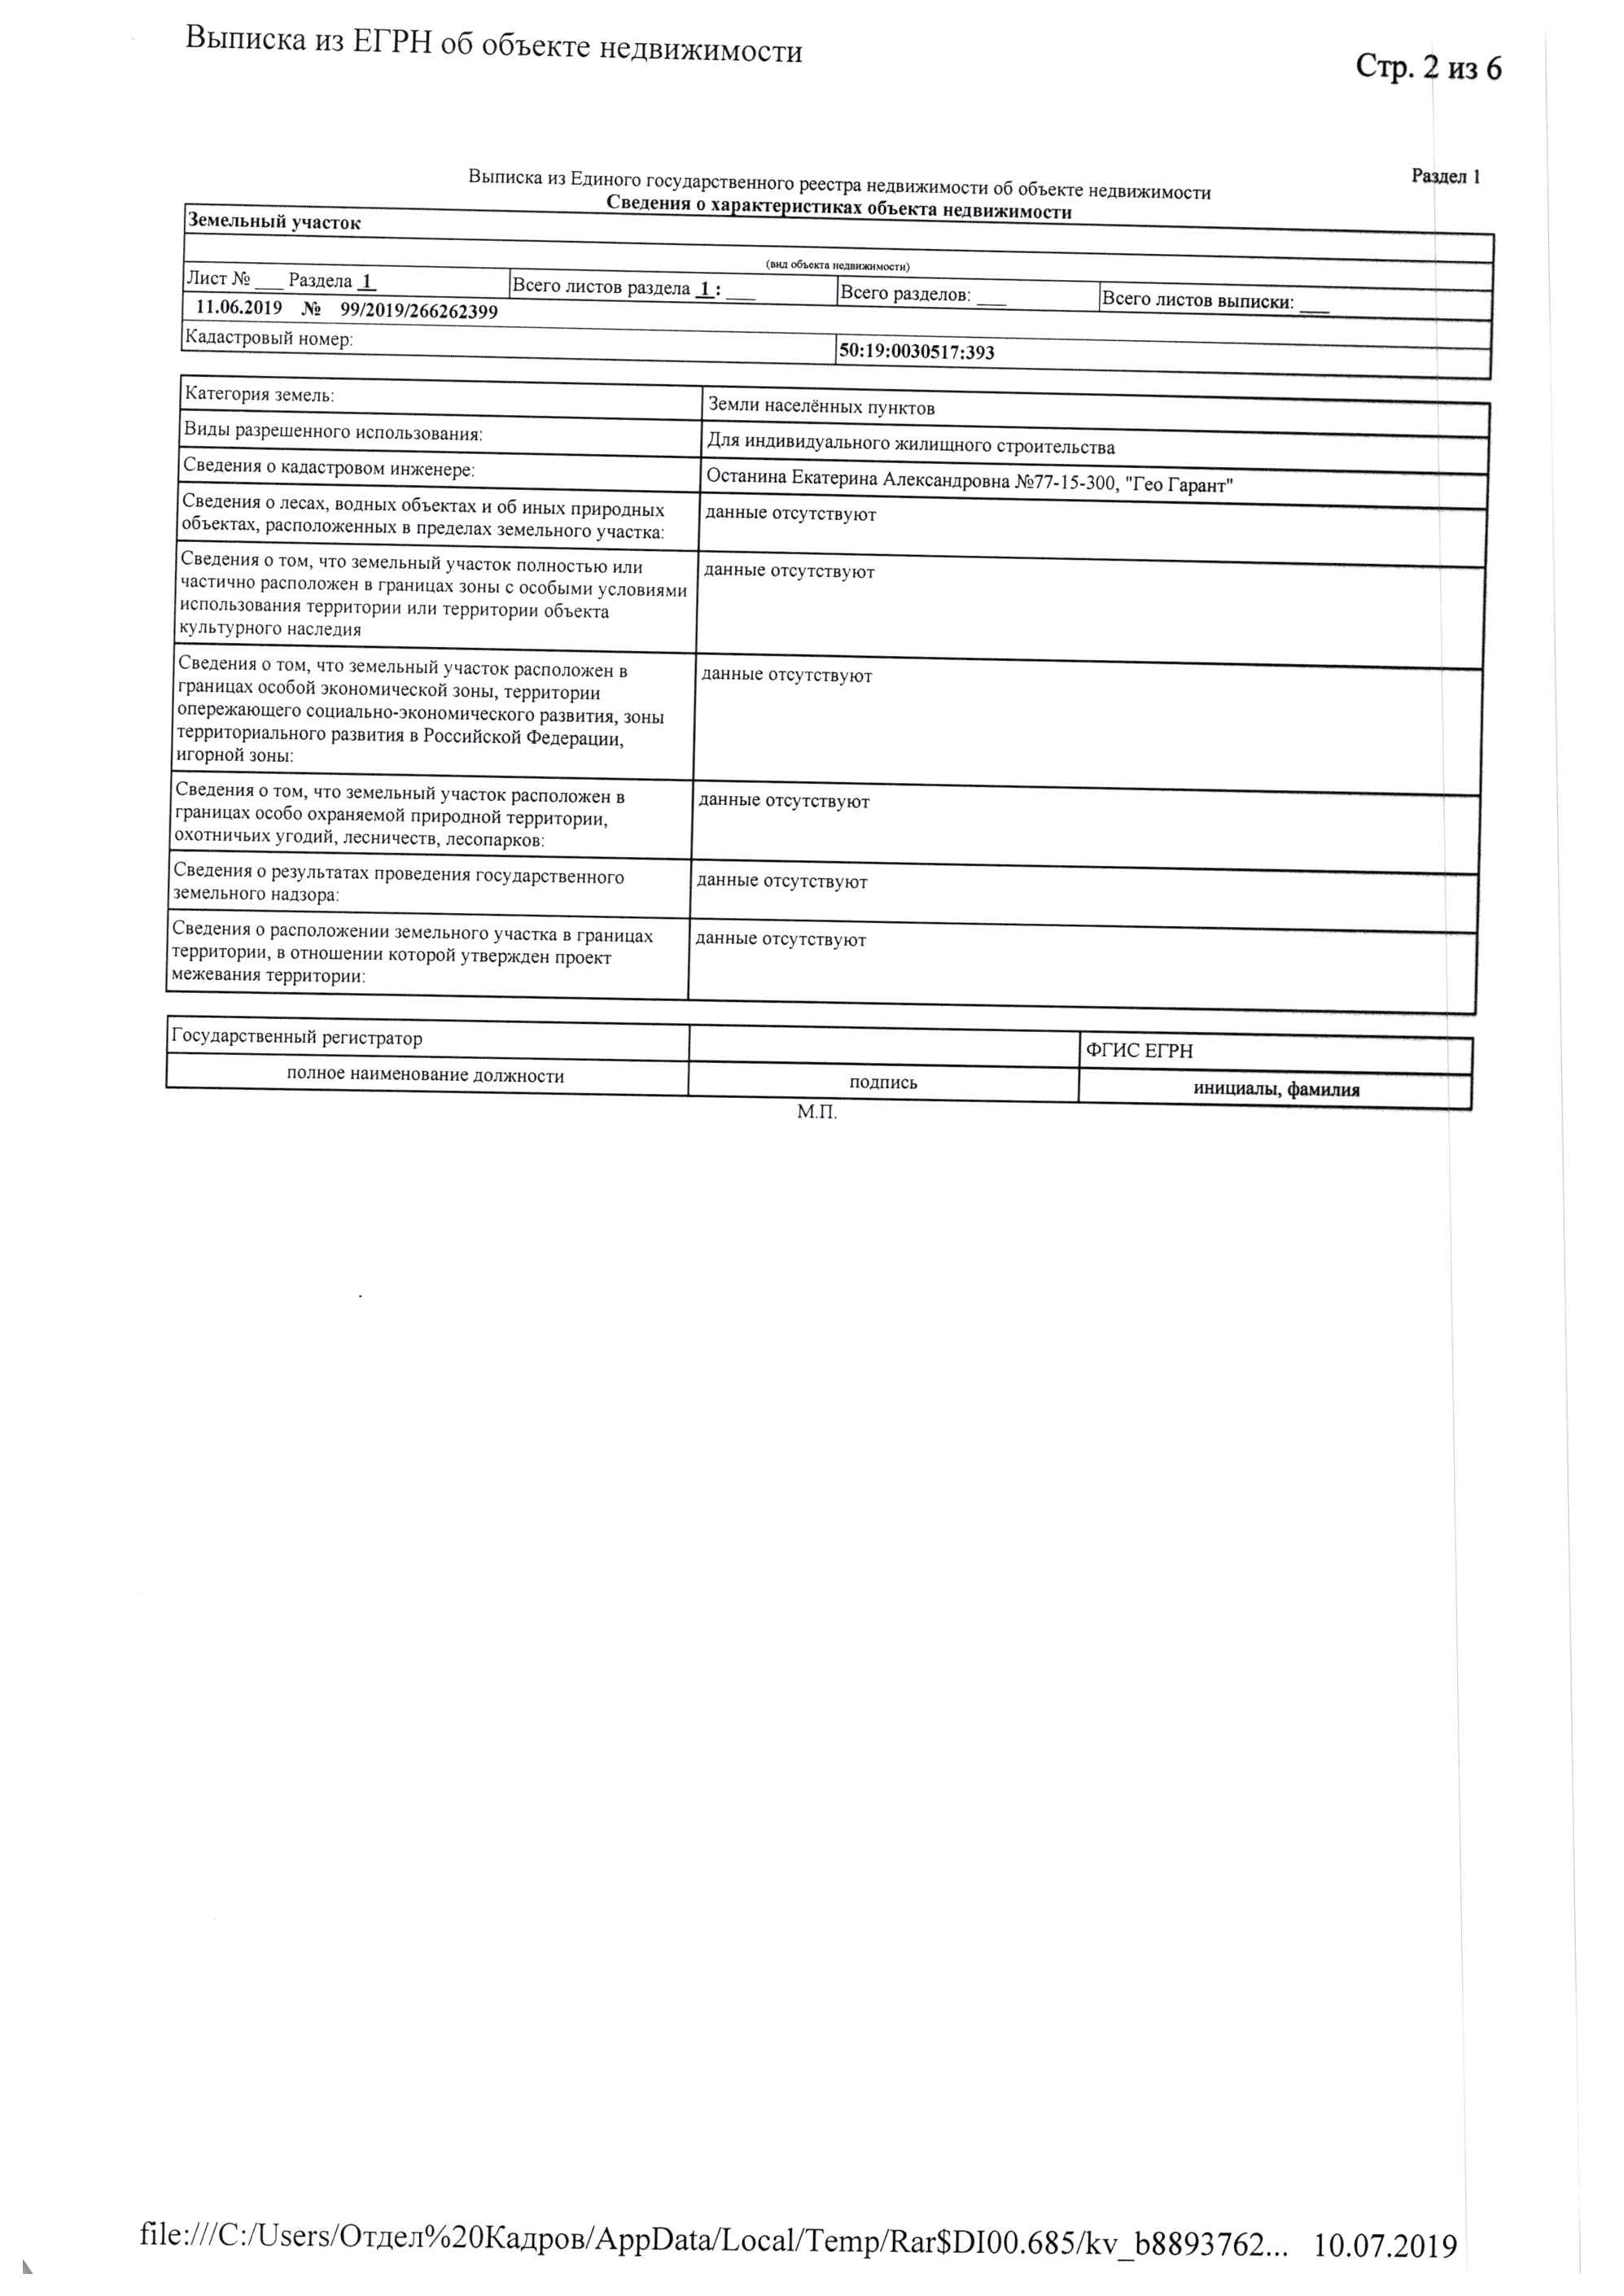 Выписка из ЕГРН об объекте недвижимости
Стр. 2 из 6
Раздел 1
Выписка из Единого государственного реестра недвижимости об объекте недвижимости
Сведения о характеристиках объекта недвижимости
Земельный участок
(вид объекта недвижимости)
Лист № ___ Раздела 1 Всего листов раздела 1 : ___ Всего разделов: ___ Всего листов выписки: ___
11.06.2019 № 99/2019/266262399
Кадастровый номер: 50:19:0030517:393
Категория земель: Земли населённых пунктов
Виды разрешенного использования: Для индивидуального жилищного строительства
Сведения о кадастровом инженере: Останина Екатерина Александровна №77-15-300, "Гео Гарант"
Сведения о лесах, водных объектах и об иных природных данные отсутствуют
объектах, расположенных в пределах земельного участка:
Сведения о том, что земельный участок полностью или данные отсутствуют
частично расположен в границах зоны с особыми условиями
использования территории или территории объекта
культурного наследия
Сведения о том, что земельный участок расположен в данные отсутствуют
границах особой экономической зоны, территории
опережающего социально-экономического развития, зоны
территориального развития в Российской Федерации,
игорной зоны:
Сведения о том, что земельный участок расположен в данные отсутствуют
границах особо охраняемой природной территории,
охотничьих угодий, лесничеств, лесопарков:
Сведения о результатах проведения государственного данные отсутствуют
земельного надзора:
Сведения о расположении земельного участка в границах данные отсутствуют
территории, в отношении которой утвержден проект
межевания территории:
Государственный регистратор ФГИС ЕГРН
полное наименование должности подпись инициалы, фамилия
М.П.
file:///C:/Users/Отдел%20Кадров/AppData/Local/Temp/Rar$DI00.685/kv_b8893762... 10.07.2019